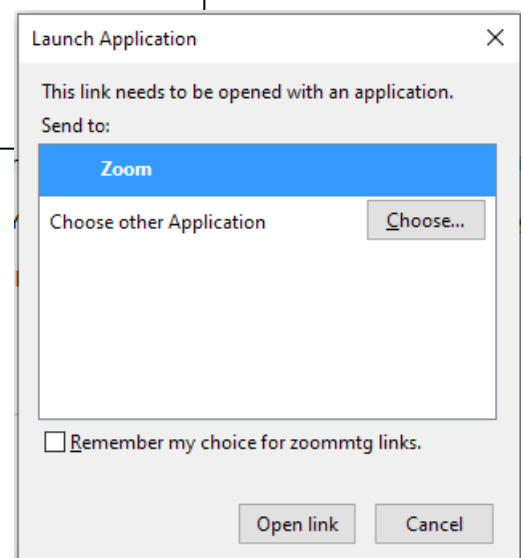 Launch Application
This link needs to be opened with an application.
Send to:
Zoom
Choose other Application
Choose...
Remember my choice for zoommtg links.
Open link
Cancel